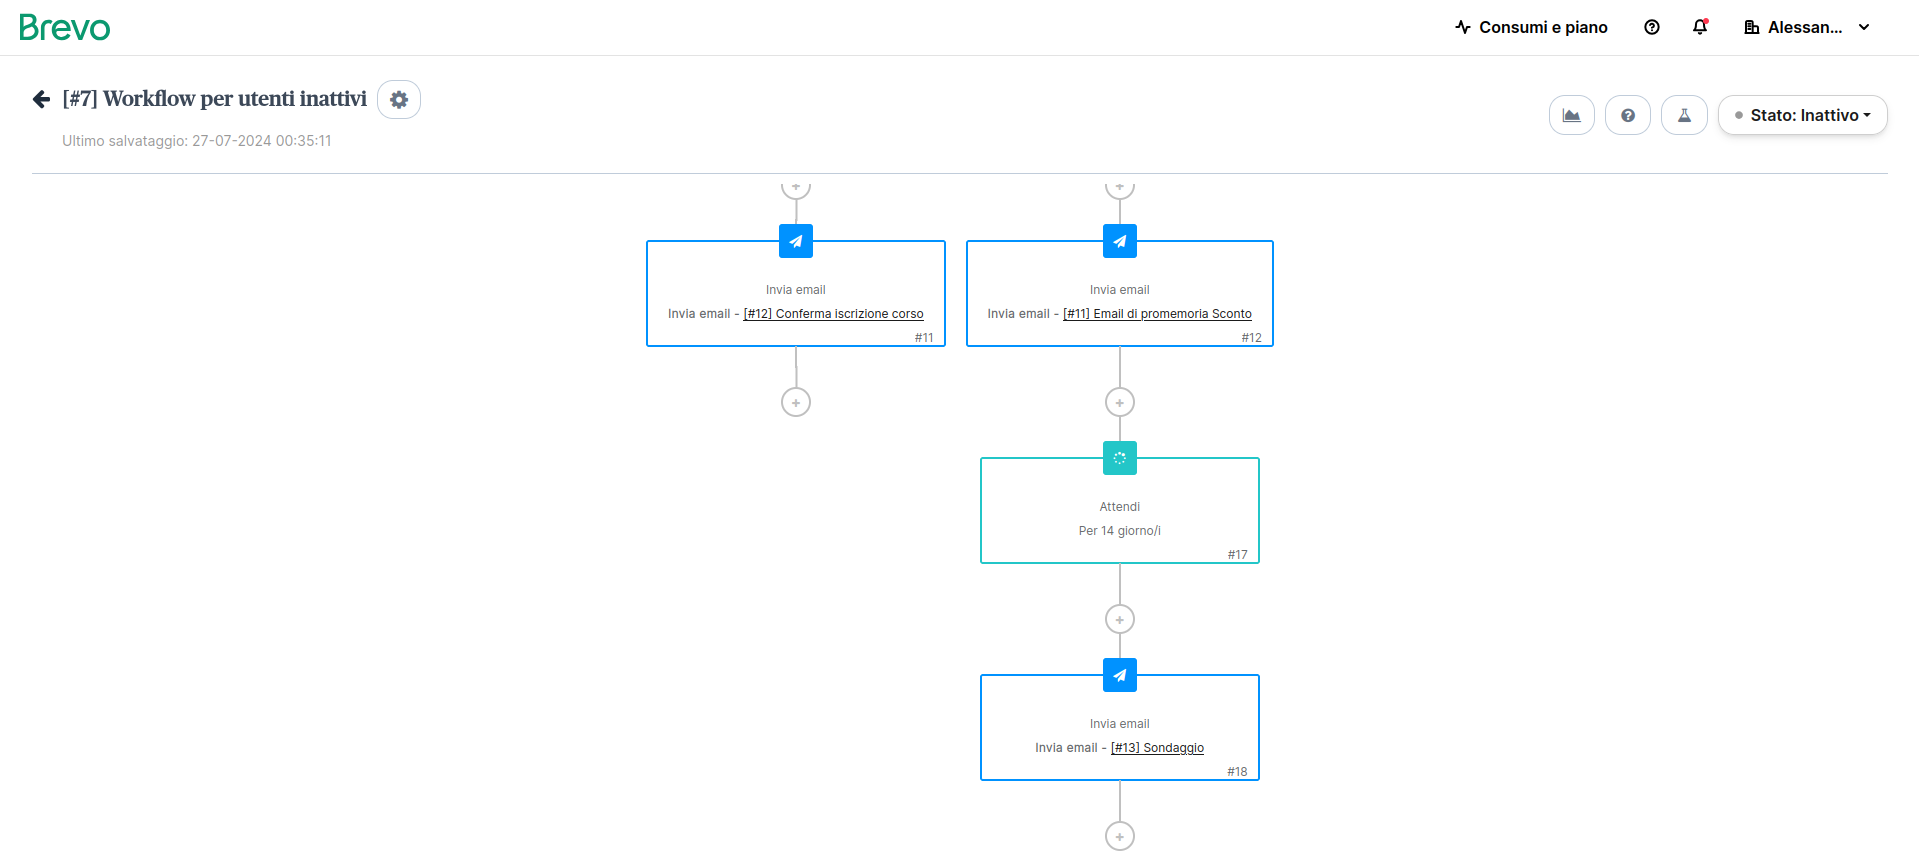 Brevo
Consumi e piano
Alessan...
[#7] Workflow per utenti inattivi
Ultimo salvataggio: 27-07-2024 00:35:11
Stato: Inattivo
Invia email
Invia email - [#12] Conferma iscrizione corso
#11
Invia email
Invia email - [#11] Email di promemoria Sconto
#12
Attendi
Per 14 giorno/i
#17
Invia email
Invia email - [#13] Sondaggio
#18